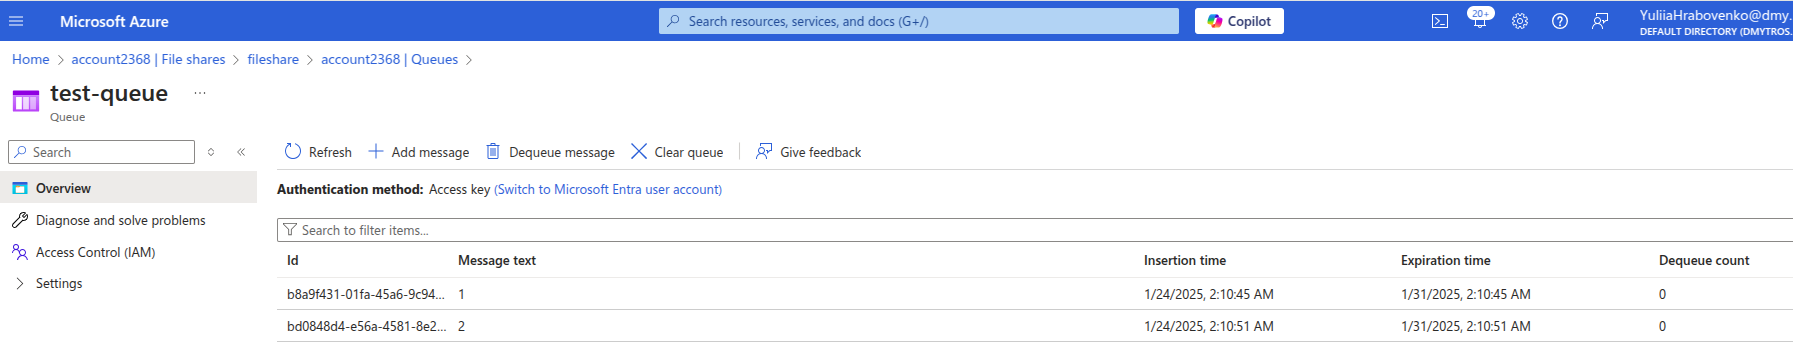 Microsoft Azure
Search resources, services, and docs (G+/)
Copilot
20+
YuliiaHrabovenko@dmy.
DEFAULT DIRECTORY (DMYTROS.
Home > account2368 | File shares > fileshare > account2368 | Queues >
test-queue ...
Queue
Search
Refresh
Add message
Dequeue message
Clear queue
Give feedback
Authentication method: Access key (Switch to Microsoft Entra user account)
Overview
Diagnose and solve problems
Access Control (IAM)
Settings
Search to filter items...
Id Message text Insertion time Expiration time Dequeue count
b8a9f431-01fa-45a6-9c94... 1 1/24/2025, 2:10:45 AM 1/31/2025, 2:10:45 AM 0
bd0848d4-e56a-4581-8e2... 2 1/24/2025, 2:10:51 AM 1/31/2025, 2:10:51 AM 0